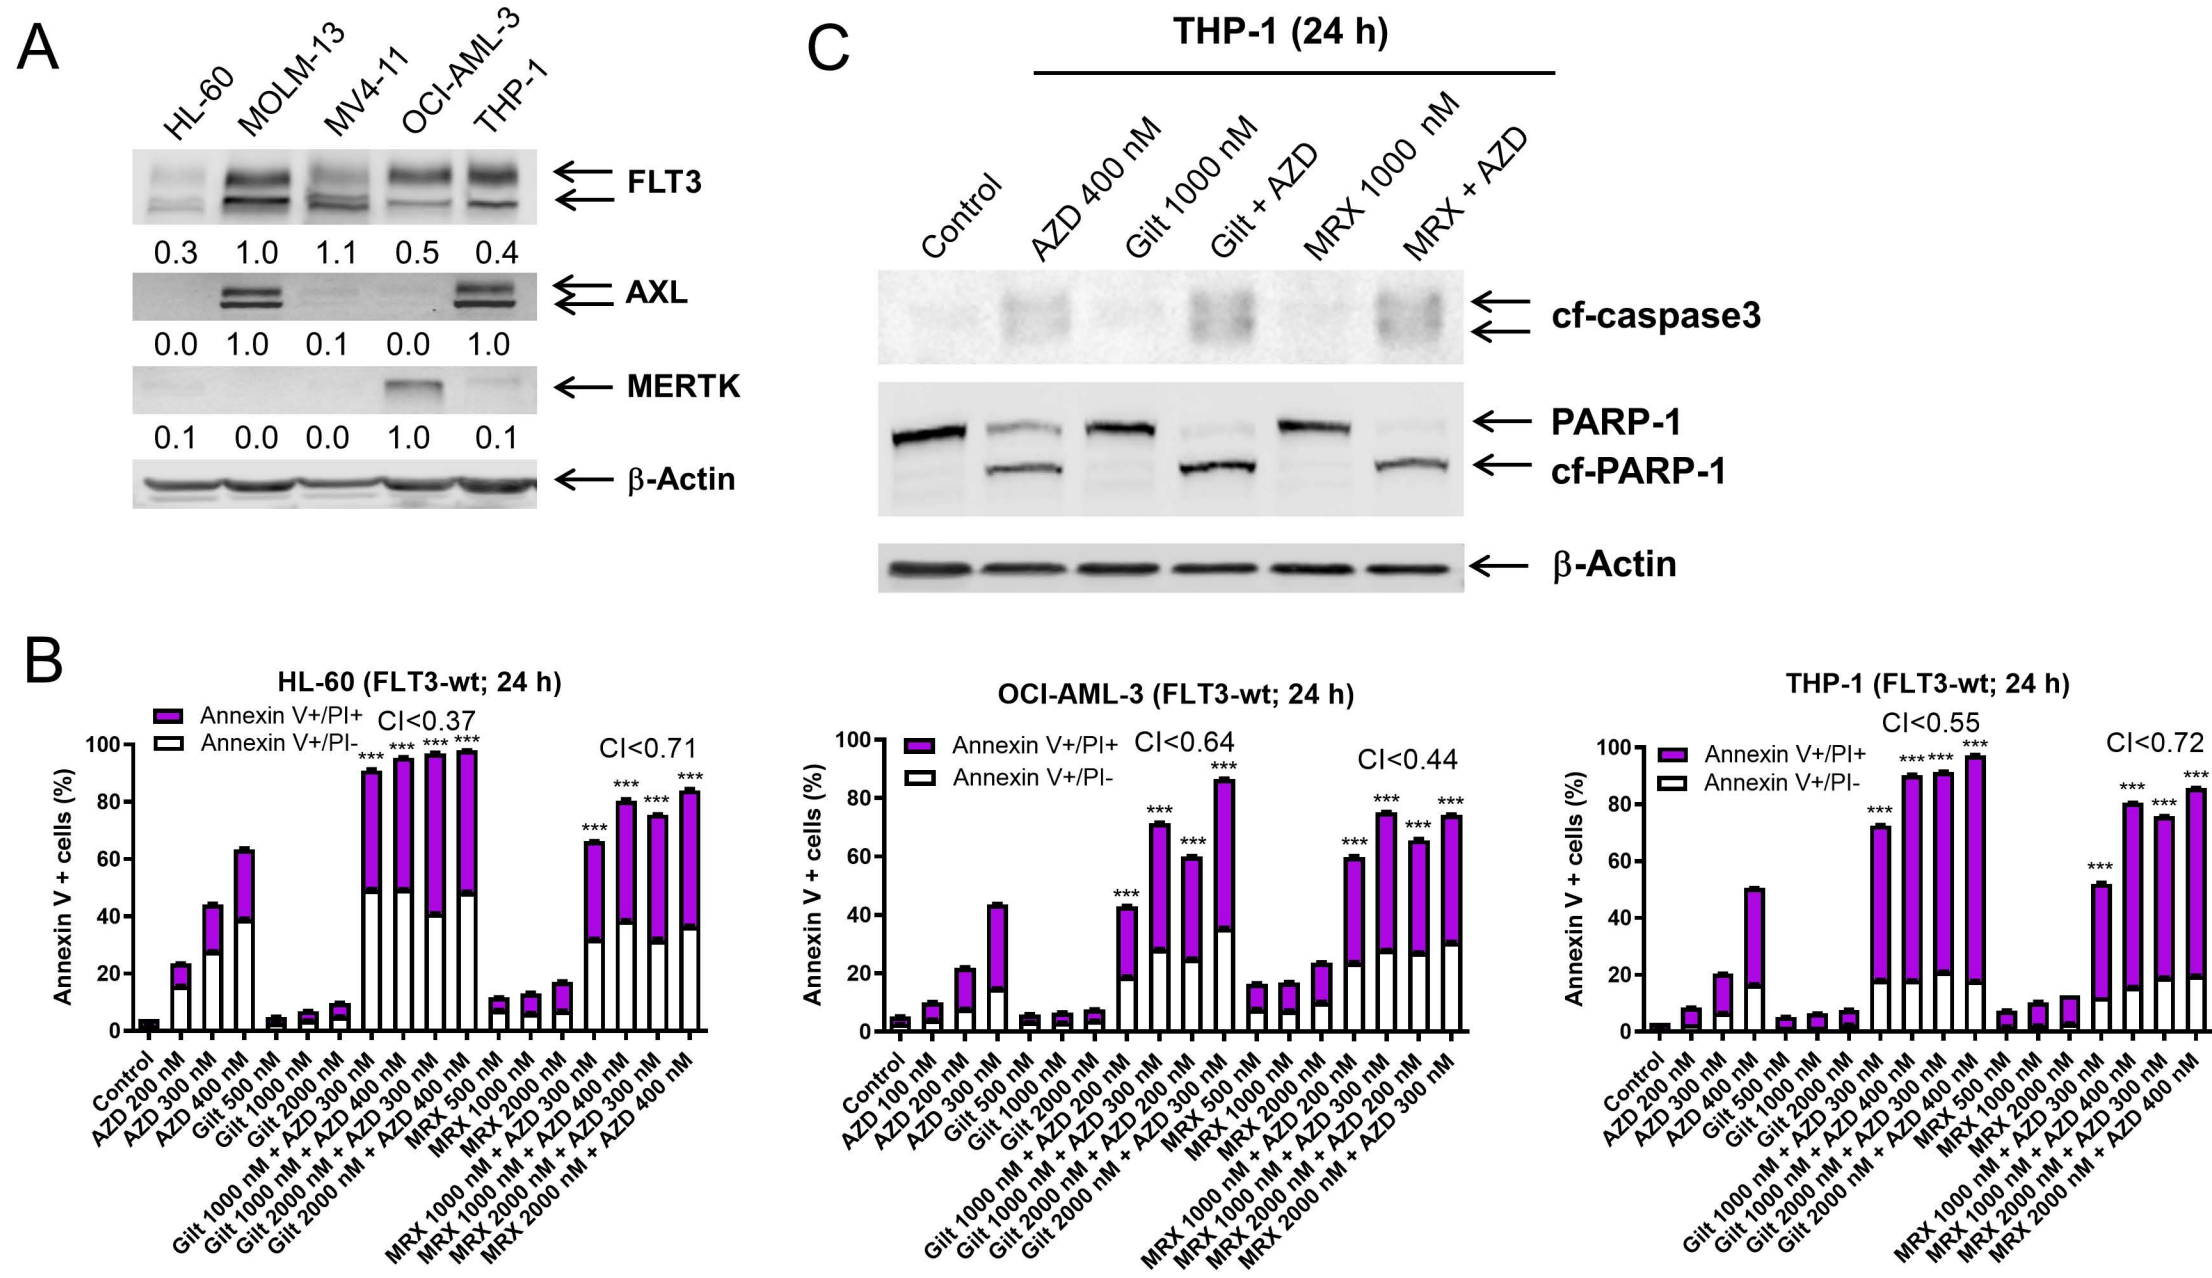 A
HL-60
MOLM-13
MV4-11
OCI-AML-3
THP-1
FLT3
0.3 1.0 1.1 0.5 0.4
AXL
0.0 1.0 0.1 0.0 1.0
MERTK
0.1 0.0 0.0 1.0 0.1
β-Actin
C
THP-1 (24 h)
Control
AZD 400 nM
Gilt 1000 nM
Gilt + AZD
MRX 1000 nM
MRX + AZD
cf-caspase3
PARP-1
cf-PARP-1
β-Actin
B
HL-60 (FLT3-wt; 24 h)
Annexin V+/PI+
Annexin V+/PI-
CI<0.37
CI<0.71
*** *** *** *** *** *** *** ***
Annexin V + cells (%)
100
80
60
40
20
0
Control
AZD 200 nM
AZD 300 nM
AZD 400 nM
Gilt 500 nM
Gilt 1000 nM
Gilt 2000 nM
Gilt 1000 nM + AZD 300 nM
Gilt 1000 nM + AZD 400 nM
Gilt 2000 nM + AZD 300 nM
Gilt 2000 nM + AZD 400 nM
MRX 500 nM
MRX 1000 nM
MRX 2000 nM
MRX 1000 nM + AZD 300 nM
MRX 1000 nM + AZD 400 nM
MRX 2000 nM + AZD 300 nM
MRX 2000 nM + AZD 400 nM
OCI-AML-3 (FLT3-wt; 24 h)
Annexin V+/PI+
Annexin V+/PI-
CI<0.64
CI<0.44
*** *** *** *** *** *** *** ***
Annexin V + cells (%)
100
80
60
40
20
0
Control
AZD 100 nM
AZD 200 nM
AZD 300 nM
Gilt 500 nM
Gilt 1000 nM
Gilt 2000 nM
Gilt 1000 nM + AZD 200 nM
Gilt 1000 nM + AZD 300 nM
Gilt 2000 nM + AZD 200 nM
Gilt 2000 nM + AZD 300 nM
MRX 500 nM
MRX 1000 nM
MRX 2000 nM
MRX 1000 nM + AZD 200 nM
MRX 1000 nM + AZD 300 nM
MRX 2000 nM + AZD 200 nM
MRX 2000 nM + AZD 300 nM
THP-1 (FLT3-wt; 24 h)
Annexin V+/PI+
Annexin V+/PI-
CI<0.55
CI<0.72
*** *** *** *** *** *** *** ***
Annexin V + cells (%)
100
80
60
40
20
0
Control
AZD 200 nM
AZD 300 nM
AZD 400 nM
Gilt 500 nM
Gilt 1000 nM
Gilt 2000 nM
Gilt 1000 nM + AZD 300 nM
Gilt 1000 nM + AZD 400 nM
Gilt 2000 nM + AZD 300 nM
Gilt 2000 nM + AZD 400 nM
MRX 500 nM
MRX 1000 nM
MRX 2000 nM
MRX 1000 nM + AZD 300 nM
MRX 1000 nM + AZD 400 nM
MRX 2000 nM + AZD 300 nM
MRX 2000 nM + AZD 400 nM